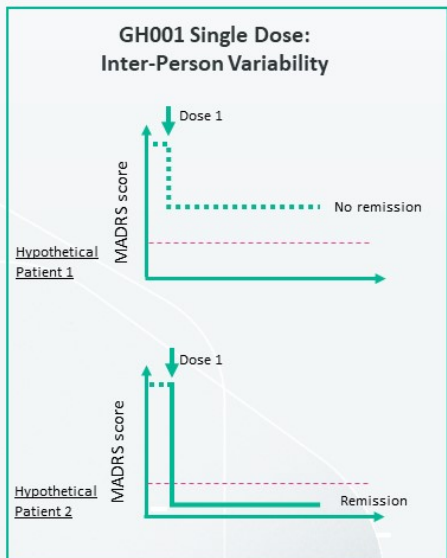 GH001 Single Dose:
Inter-Person Variability
Dose 1
MADRS score
No remission
Hypothetical
Patient 1
Dose 1
MADRS score
Hypothetical
Patient 2
Remission